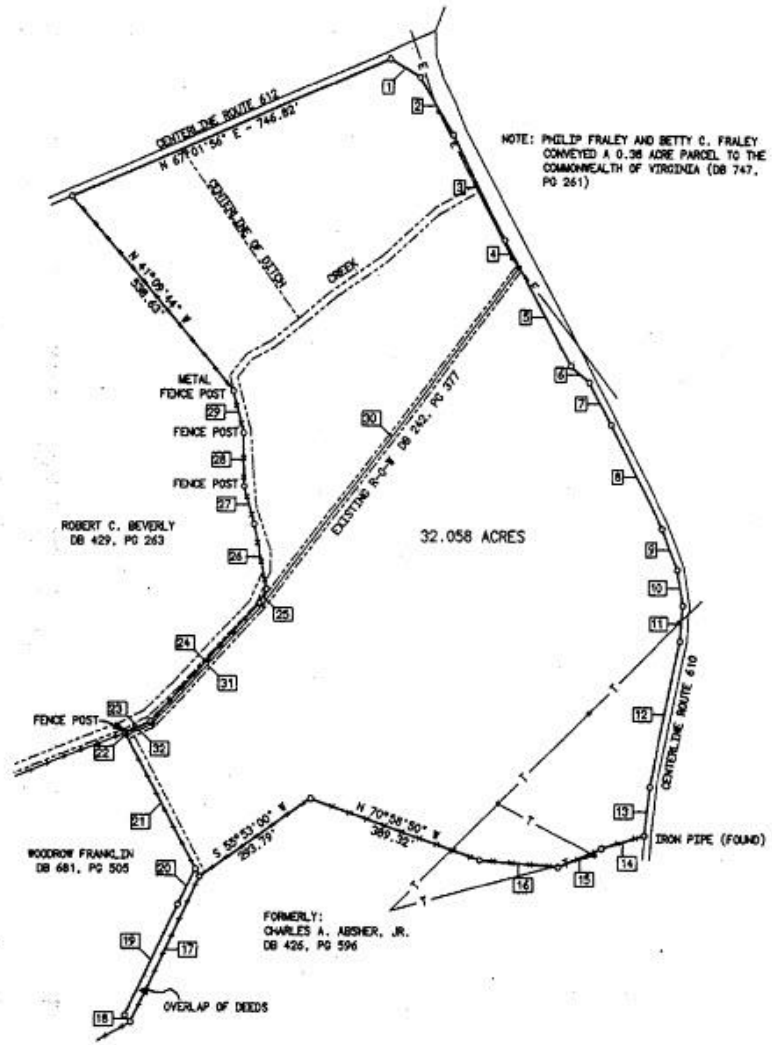 1
E
2
CENTERLINE ROUTE 612
N 67°01'56" E - 746.82'
E
NOTE: PHILIP FRALEY AND BETTY C. FRALEY
CONVEYED A 0.36 ACRE PARCEL TO THE
COMMONWEALTH OF VIRGINIA (DB 747,
PG 261)
3
CENTERLINE OF DITCH
N 41°09'44" W
538.63'
CREEK
4
E
5
6
METAL
FENCE POST
7
29
30
FENCE POST
EXISTING R-O-W DB 242, PG 377
28
8
FENCE POST
27
ROBERT C. BEVERLY
DB 429, PG 263
32.058 ACRES
9
26
10
25
11
24
31
T
CENTERLINE ROUTE 610
12
FENCE POST
23
32
22
T
13
21
S 55°53'00" W
293.79'
N 70°58'50" W
389.32'
T
IRON PIPE (FOUND)
14
WOODROW FRANKLIN
DB 681, PG 505
20
T
15
16
T
T
FORMERLY:
CHARLES A. ABSHER, JR.
DB 426, PG 596
19
17
OVERLAP OF DEEDS
18